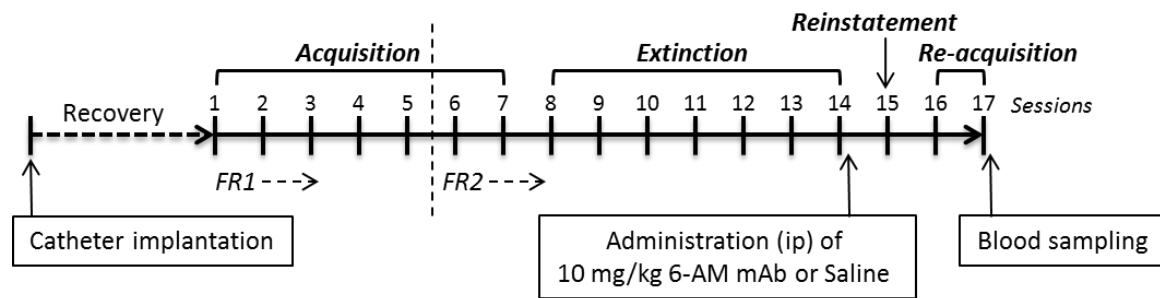 Reinstatement
Acquisition
Extinction
Re-acquisition
Recovery
1 2 3 4 5 6 7 8 9 10 11 12 13 14 15 16 17 Sessions
FR1
FR2
Catheter implantation
Administration (ip) of
10 mg/kg 6-AM mAb or Saline
Blood sampling